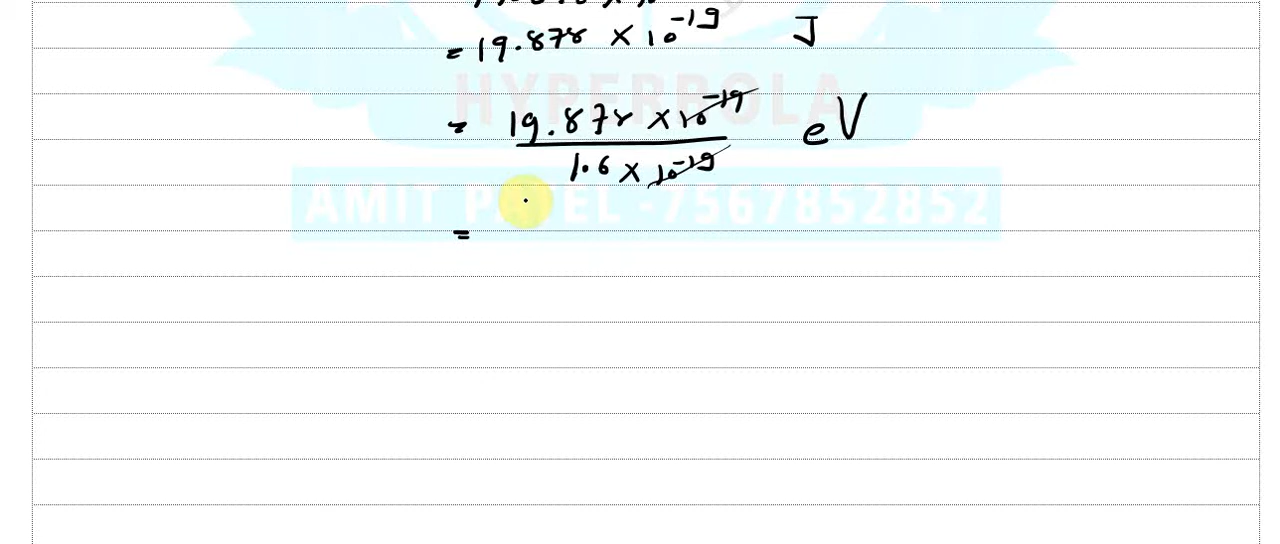 = 19.878 × 10⁻¹⁹ J
HYPERBOLA
= 19.878 × 10⁻¹⁹ / 1.6 × 10⁻¹⁹ eV
AMIT PATEL -7567852852
=